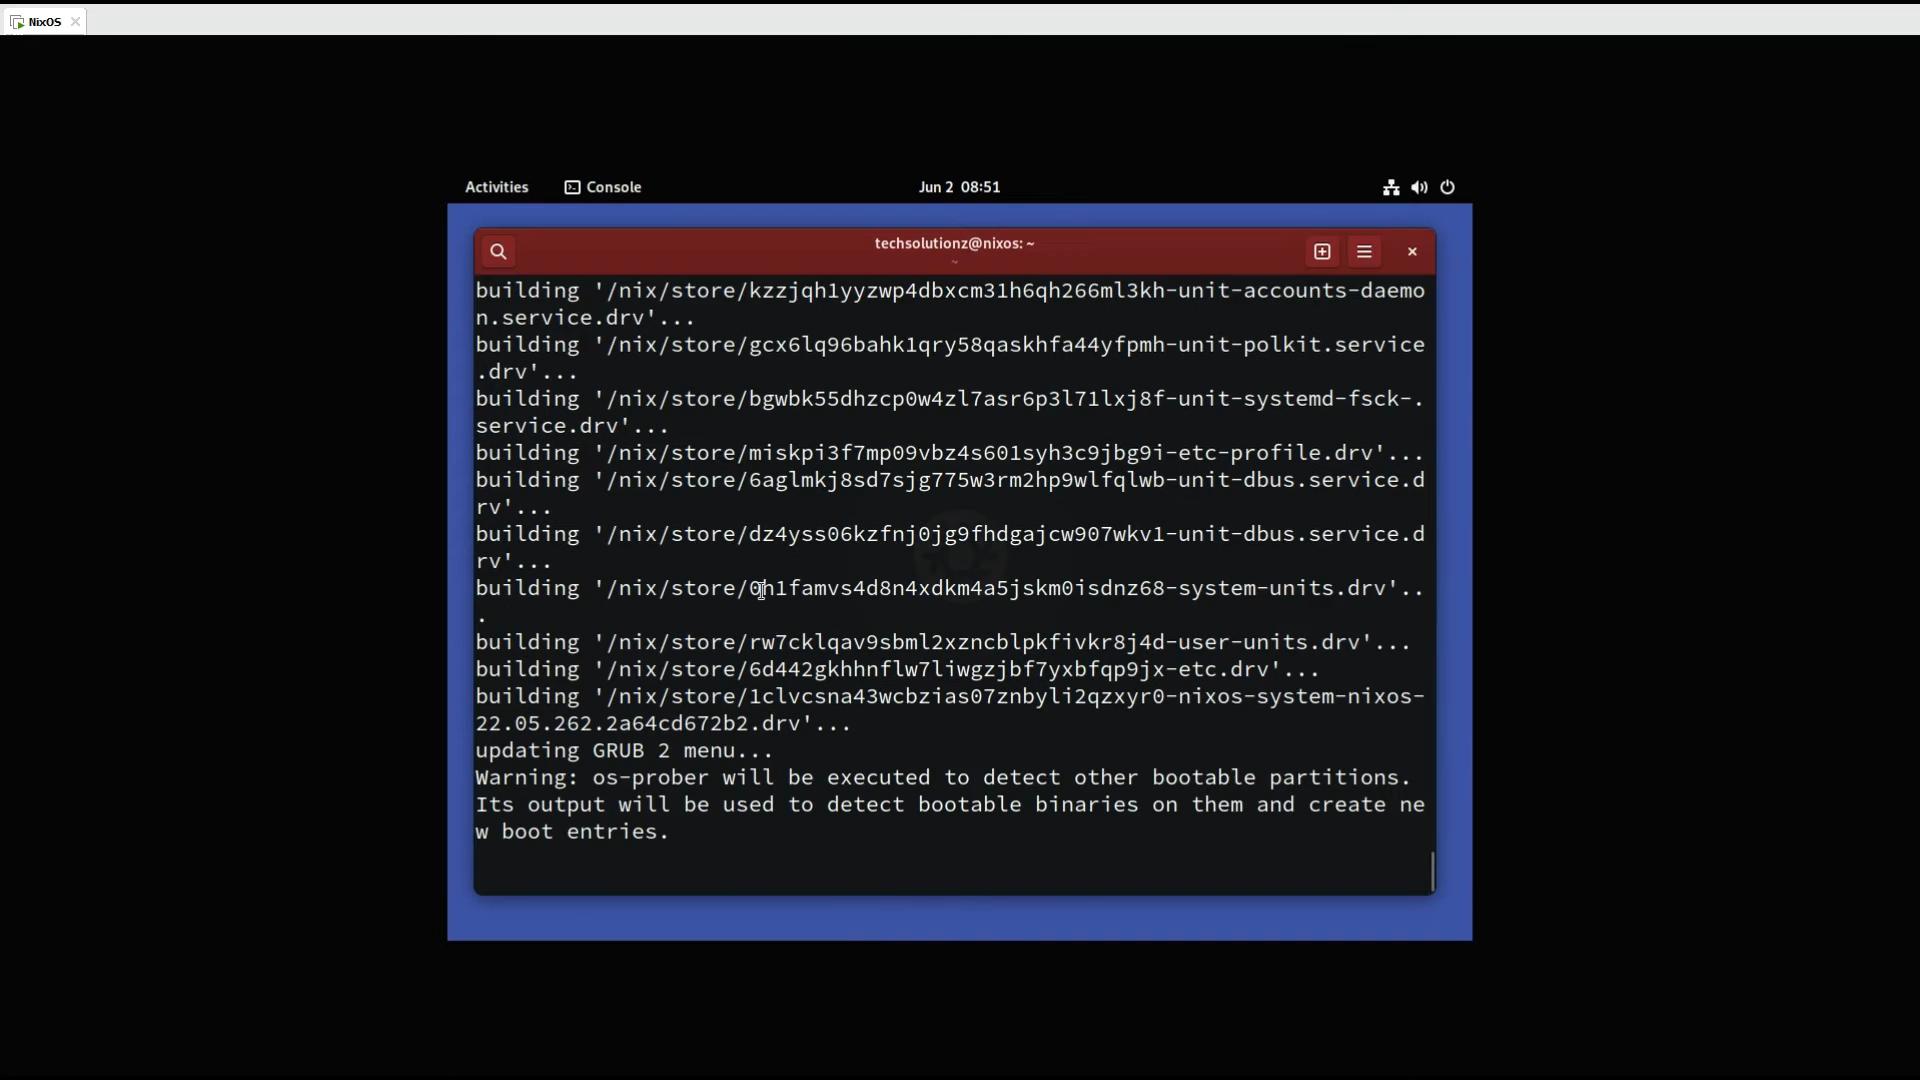 NixOS
Activities
Console
Jun 2 08:51
techsolutionz@nixos: ~
~
building '/nix/store/kzzjqh1yyzwp4dbxcm31h6qh266ml3kh-unit-accounts-daemo
n.service.drv'...
building '/nix/store/gcx6lq96bahk1qry58qaskhfa44yfpmh-unit-polkit.service
.drv'...
building '/nix/store/bgwbk55dhzcp0w4zl7asr6p3l71lxj8f-unit-systemd-fsck-.
service.drv'...
building '/nix/store/miskpi3f7mp09vbz4s601syh3c9jbg9i-etc-profile.drv'...
building '/nix/store/6aglmkj8sd7sjg775w3rm2hp9wlfqlwb-unit-dbus.service.d
rv'...
building '/nix/store/dz4yss06kzfnj0jg9fhdgajcw907wkv1-unit-dbus.service.d
rv'...
building '/nix/store/0h1famvs4d8n4xdkm4a5jskm0isdnz68-system-units.drv'..
.
building '/nix/store/rw7cklqav9sbml2xzncblpkfivkr8j4d-user-units.drv'...
building '/nix/store/6d442gkhhnflw7liwgzjbf7yxbfqp9jx-etc.drv'...
building '/nix/store/1clvcsna43wcbzias07znbyli2qzxyr0-nixos-system-nixos-
22.05.262.2a64cd672b2.drv'...
updating GRUB 2 menu...
Warning: os-prober will be executed to detect other bootable partitions.
Its output will be used to detect bootable binaries on them and create ne
w boot entries.